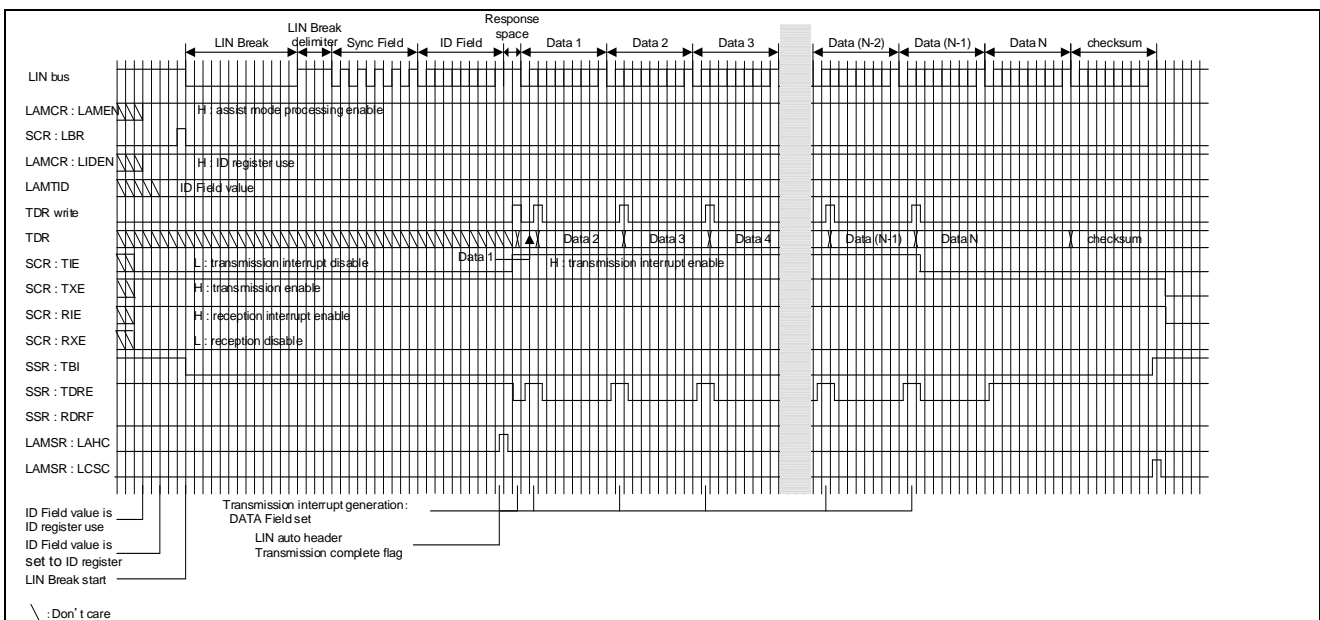 Response
space
LIN Break
LIN Break
delimiter
Sync Field
ID Field
Data 1
Data 2
Data 3
Data (N-2)
Data (N-1)
Data N
checksum
LIN bus
LAMCR : LAMEN
H : assist mode processing enable
SCR : LBR
LAMCR : LIDEN
H : ID register use
LAMTID
ID Field value
TDR write
TDR
Data 2
Data 3
Data 4
Data (N-1)
Data N
checksum
Data 1
SCR : TIE
L : transmission interrupt disable
H : transmission interrupt enable
SCR : TXE
H : transmission enable
SCR : RIE
H : reception interrupt enable
SCR : RXE
L : reception disable
SSR : TBI
SSR : TDRE
SSR : RDRF
LAMSR : LAHC
LAMSR : LCSC
ID Field value is
ID register use
ID Field value is
set to ID register
LIN Break start
Transmission interrupt generation :
DATA Field set
LIN auto header
Transmission complete flag
: Don't care